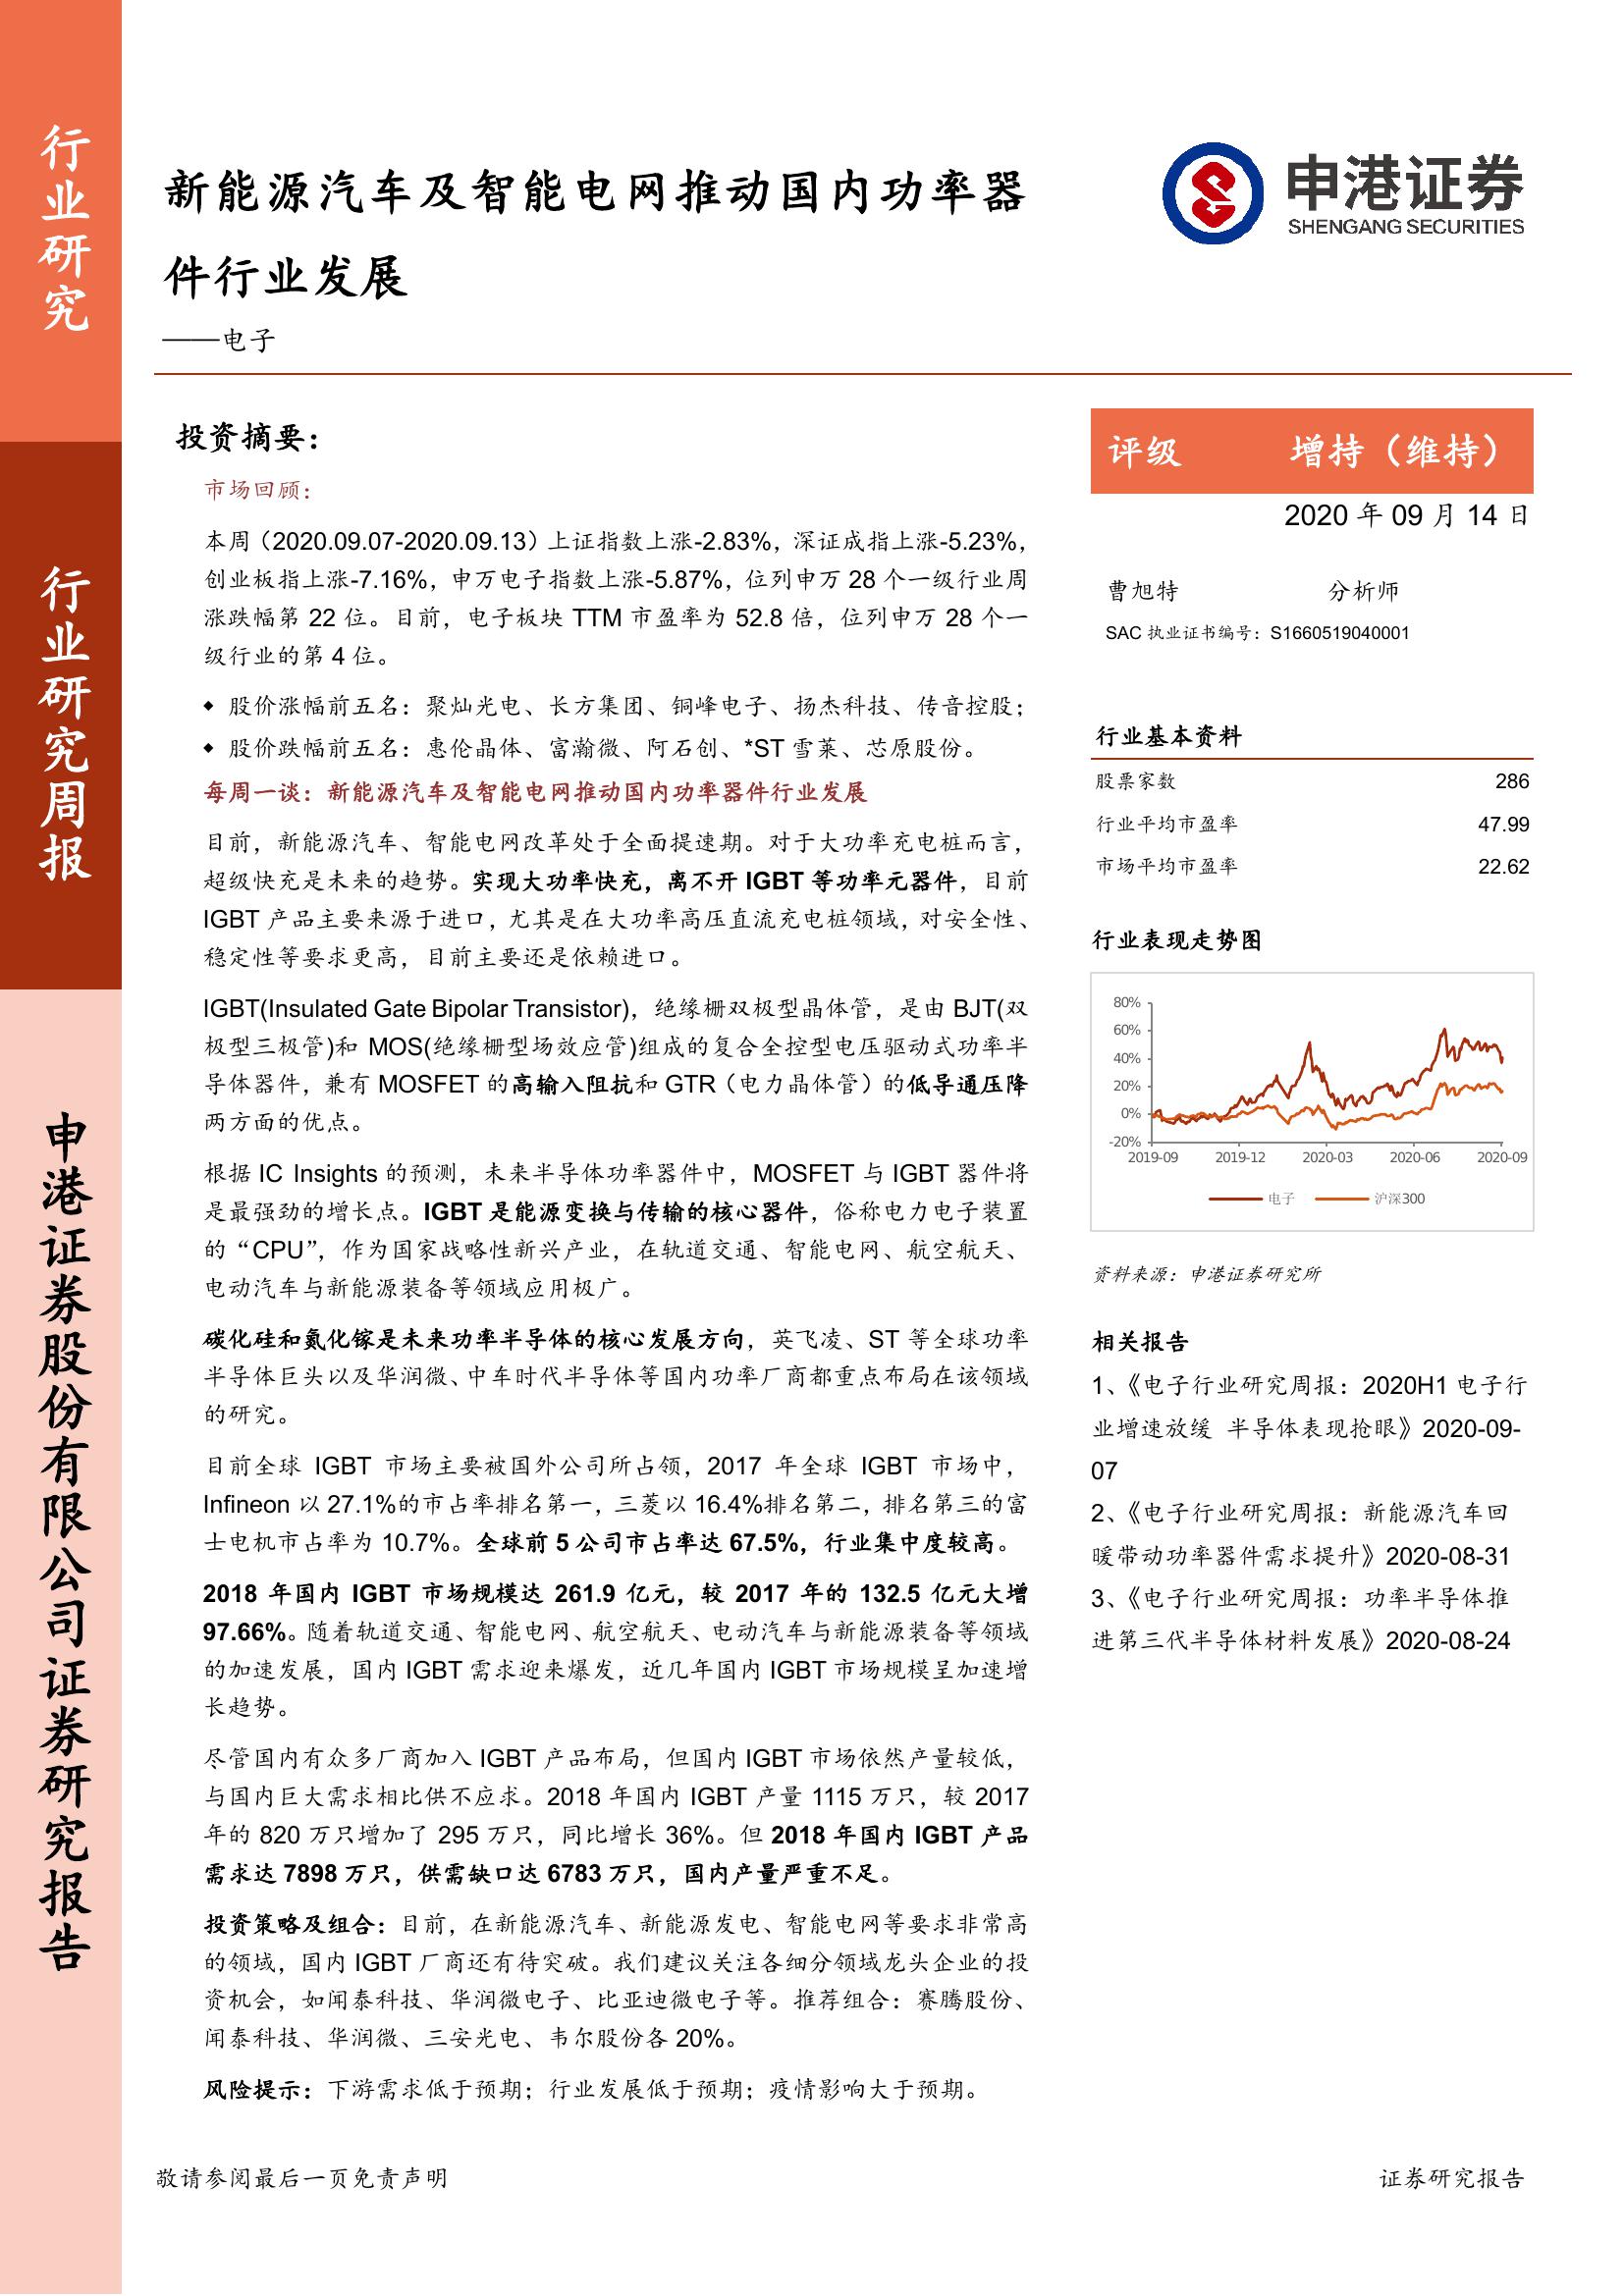 行业研究
行业研究周报
申港证券股份有限公司证券研究报告
新能源汽车及智能电网推动国内功率器
件行业发展
——电子
申港证券
SHENGANG SECURITIES
投资摘要：
市场回顾：
本周（2020.09.07-2020.09.13）上证指数上涨-2.83%，深证成指上涨-5.23%，
创业板指上涨-7.16%，申万电子指数上涨-5.87%，位列申万 28 个一级行业周
涨跌幅第 22 位。目前，电子板块 TTM 市盈率为 52.8 倍，位列申万 28 个一
级行业的第 4 位。
◆ 股价涨幅前五名：聚灿光电、长方集团、铜峰电子、扬杰科技、传音控股；
◆ 股价跌幅前五名：惠伦晶体、富瀚微、阿石创、*ST 雪莱、芯原股份。
每周一谈：新能源汽车及智能电网推动国内功率器件行业发展
目前，新能源汽车、智能电网改革处于全面提速期。对于大功率充电桩而言，
超级快充是未来的趋势。实现大功率快充，离不开 IGBT 等功率元器件，目前
IGBT 产品主要来源于进口，尤其是在大功率高压直流充电桩领域，对安全性、
稳定性等要求更高，目前主要还是依赖进口。
IGBT(Insulated Gate Bipolar Transistor)，绝缘栅双极型晶体管，是由 BJT(双
极型三极管)和 MOS(绝缘栅型场效应管)组成的复合全控型电压驱动式功率半
导体器件，兼有 MOSFET 的高输入阻抗和 GTR（电力晶体管）的低导通压降
两方面的优点。
根据 IC Insights 的预测，未来半导体功率器件中，MOSFET 与 IGBT 器件将
是最强劲的增长点。IGBT 是能源变换与传输的核心器件，俗称电力电子装置
的“CPU”，作为国家战略性新兴产业，在轨道交通、智能电网、航空航天、
电动汽车与新能源装备等领域应用极广。
碳化硅和氮化镓是未来功率半导体的核心发展方向，英飞凌、ST 等全球功率
半导体巨头以及华润微、中车时代半导体等国内功率厂商都重点布局在该领域
的研究。
目前全球 IGBT 市场主要被国外公司所占领，2017 年全球 IGBT 市场中，
Infineon 以 27.1%的市占率排名第一，三菱以 16.4%排名第二，排名第三的富
士电机市占率为 10.7%。全球前 5 公司市占率达 67.5%，行业集中度较高。
2018 年国内 IGBT 市场规模达 261.9 亿元，较 2017 年的 132.5 亿元大增
97.66%。随着轨道交通、智能电网、航空航天、电动汽车与新能源装备等领域
的加速发展，国内 IGBT 需求迎来爆发，近几年国内 IGBT 市场规模呈加速增
长趋势。
尽管国内有众多厂商加入 IGBT 产品布局，但国内 IGBT 市场依然产量较低，
与国内巨大需求相比供不应求。2018 年国内 IGBT 产量 1115 万只，较 2017
年的 820 万只增加了 295 万只，同比增长 36%。但 2018 年国内 IGBT 产品
需求达 7898 万只，供需缺口达 6783 万只，国内产量严重不足。
投资策略及组合：目前，在新能源汽车、新能源发电、智能电网等要求非常高
的领域，国内 IGBT 厂商还有待突破。我们建议关注各细分领域龙头企业的投
资机会，如闻泰科技、华润微电子、比亚迪微电子等。推荐组合：赛腾股份、
闻泰科技、华润微、三安光电、韦尔股份各 20%。
风险提示：下游需求低于预期；行业发展低于预期；疫情影响大于预期。
评级 增持（维持）
2020 年 09 月 14 日
曹旭特 分析师
SAC 执业证书编号：S1660519040001
行业基本资料
股票家数 286
行业平均市盈率 47.99
市场平均市盈率 22.62
行业表现走势图
80%
60%
40%
20%
0%
-20%
2019-09 2019-12 2020-03 2020-06 2020-09
电子 沪深300
资料来源：申港证券研究所
相关报告
1、《电子行业研究周报：2020H1 电子行
业增速放缓 半导体表现抢眼》2020-09-
07
2、《电子行业研究周报：新能源汽车回
暖带动功率器件需求提升》2020-08-31
3、《电子行业研究周报：功率半导体推
进第三代半导体材料发展》2020-08-24
敬请参阅最后一页免责声明 证券研究报告